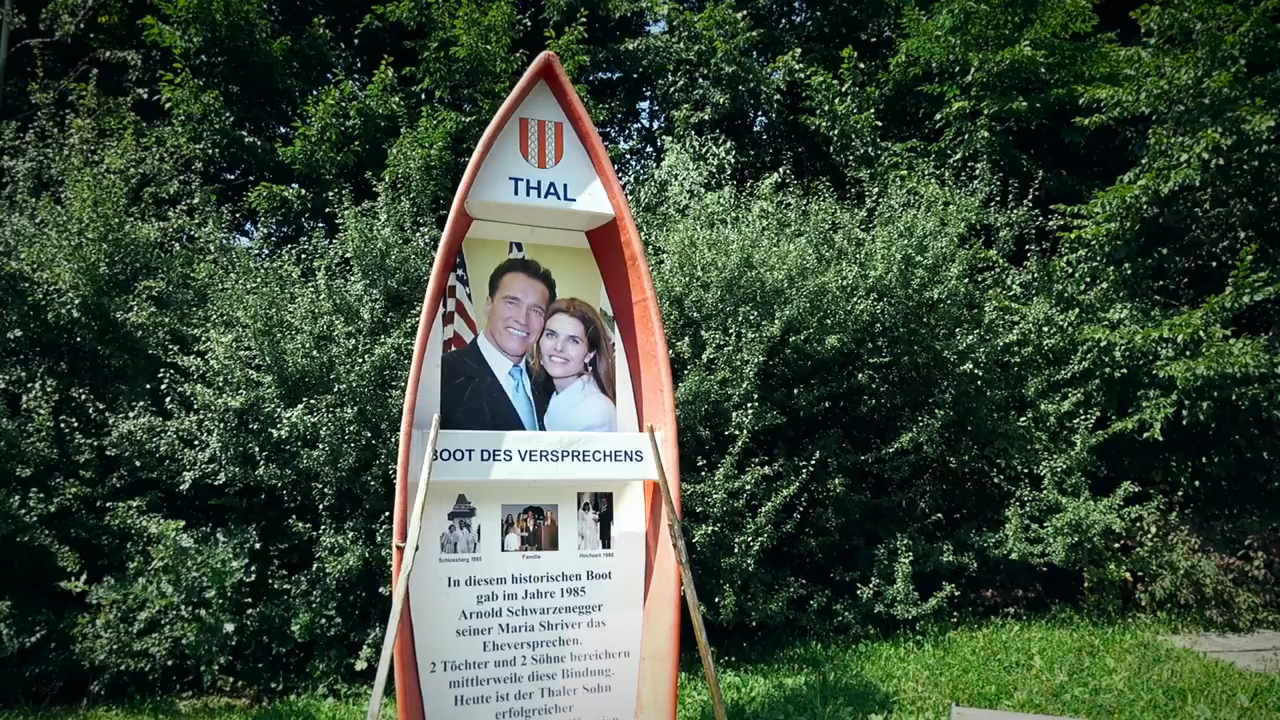 THAL
BOOT DES VERSPRECHENS
Schlossberg 1985
Familie
Hochzeit 1986
In diesem historischen Boot
gab im Jahre 1985
Arnold Schwarzenegger
seiner Maria Shriver das
Eheversprechen.
2 Töchter und 2 Söhne bereichern
mittlerweile diese Bindung.
Heute ist der Thaler Sohn
erfolgreicher